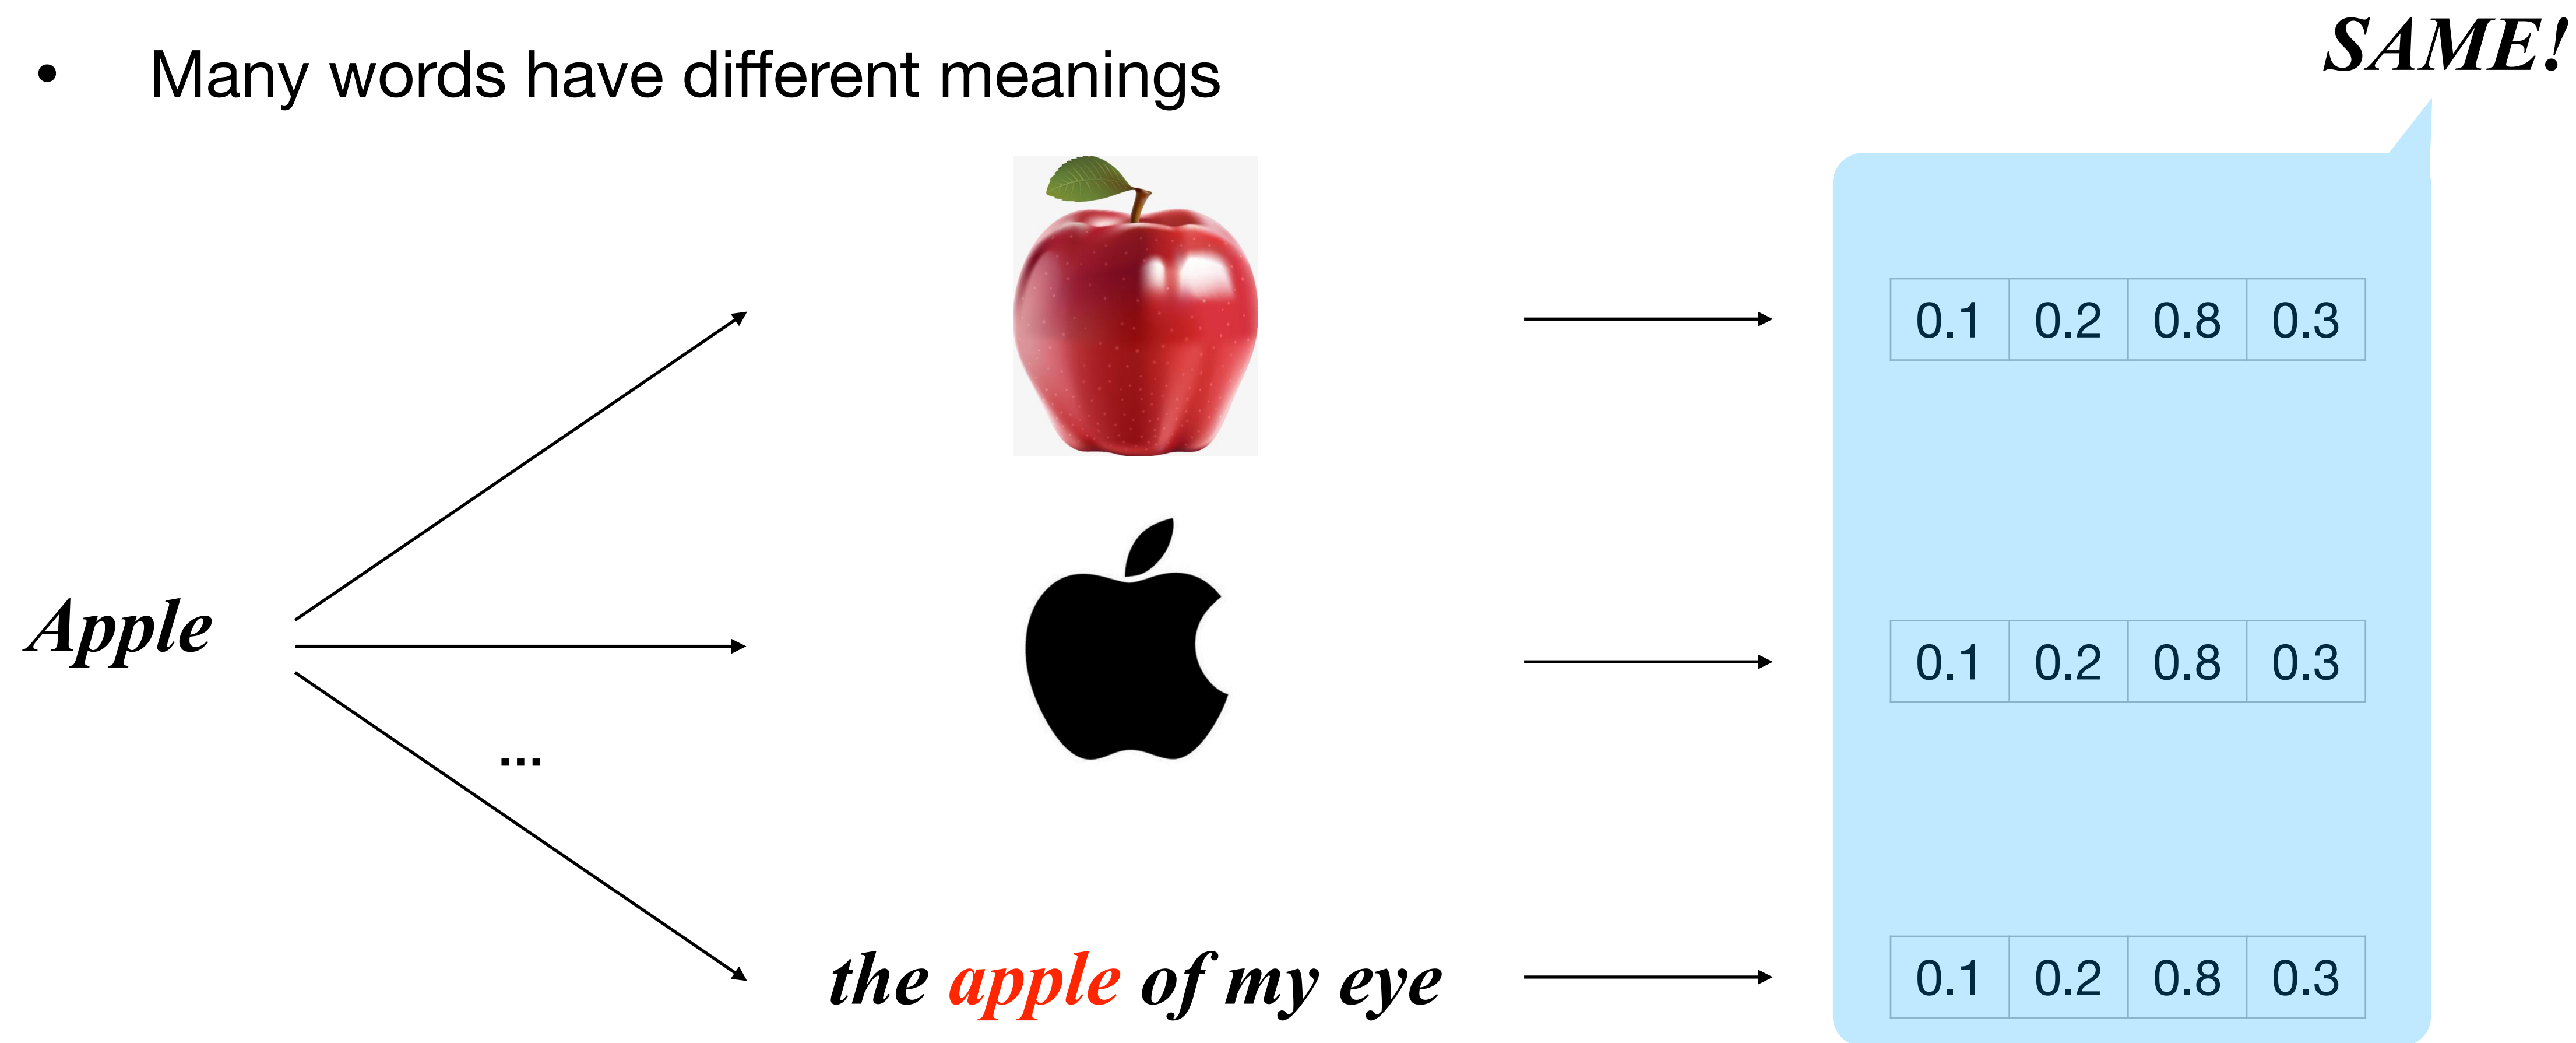 SAME!
• Many words have different meanings
0.1 0.2 0.8 0.3
Apple
0.1 0.2 0.8 0.3
...
the apple of my eye
0.1 0.2 0.8 0.3